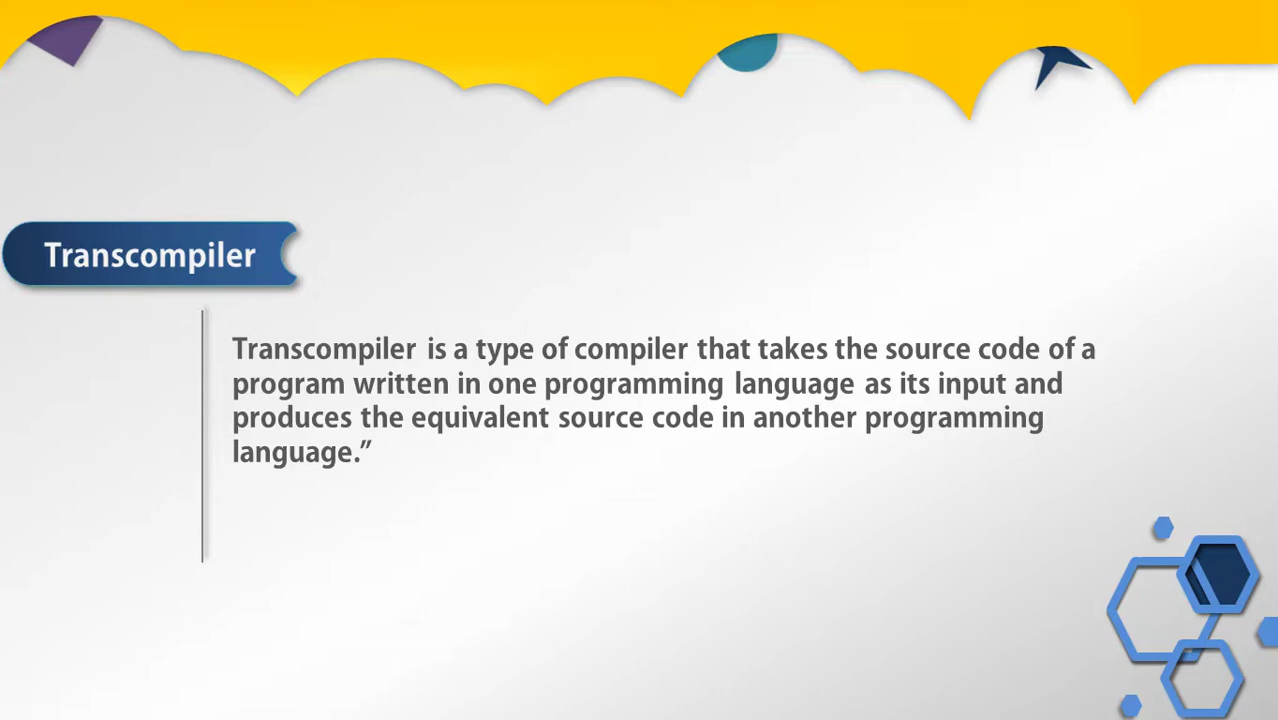 Transcompiler
Transcompiler is a type of compiler that takes the source code of a
program written in one programming language as its input and
produces the equivalent source code in another programming
language.”